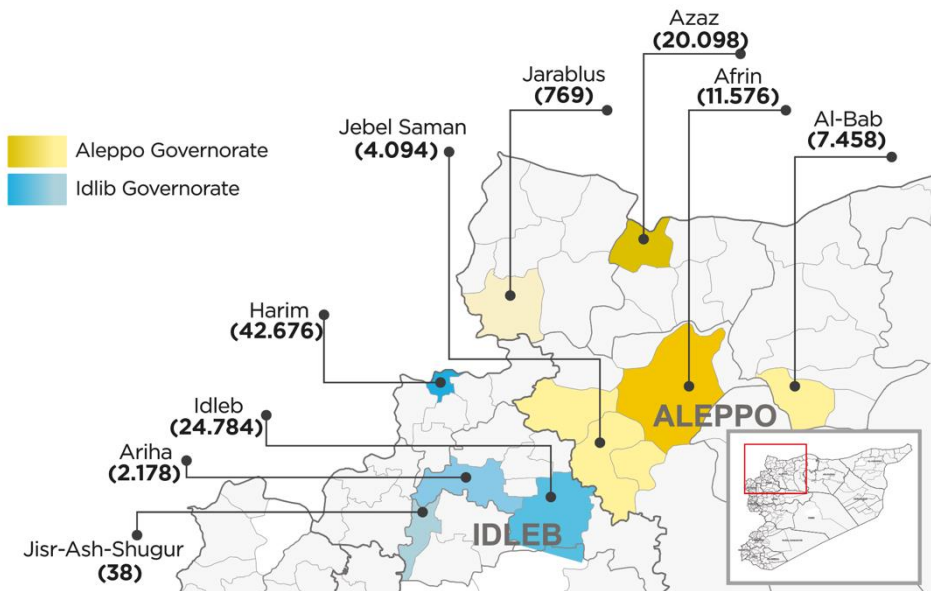 Azaz
(20.098)
Jarablus
(769)
Afrin
(11.576)
Jebel Saman
(4.094)
Al-Bab
(7.458)
Aleppo Governorate
Idlib Governorate
Harim
(42.676)
Idleb
(24.784)
ALEPPO
Ariha
(2.178)
IDLEB
Jisr-Ash-Shugur
(38)